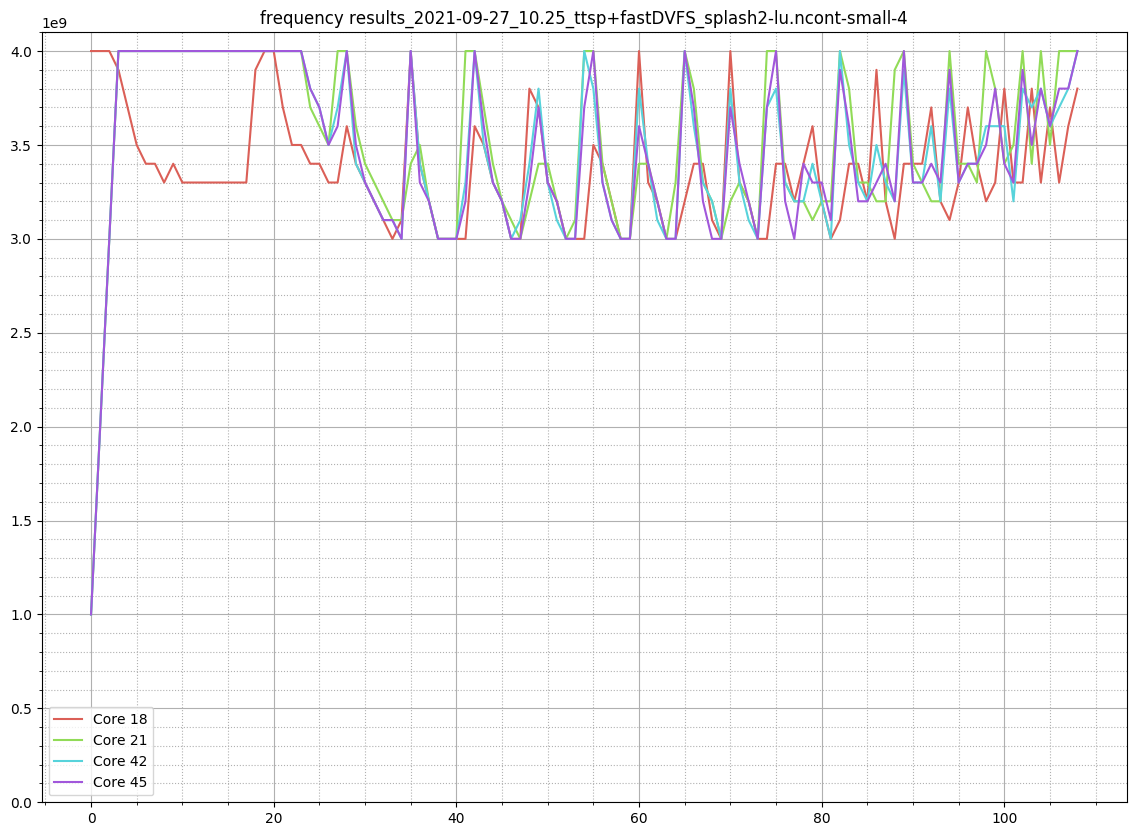 frequency results_2021-09-27_10.25_ttsp+fastDVFS_splash2-lu.ncont-small-4
1e9
4.0
3.5
3.0
2.5
2.0
1.5
1.0
0.5
0.0
Core 18
Core 21
Core 42
Core 45
0 20 40 60 80 100